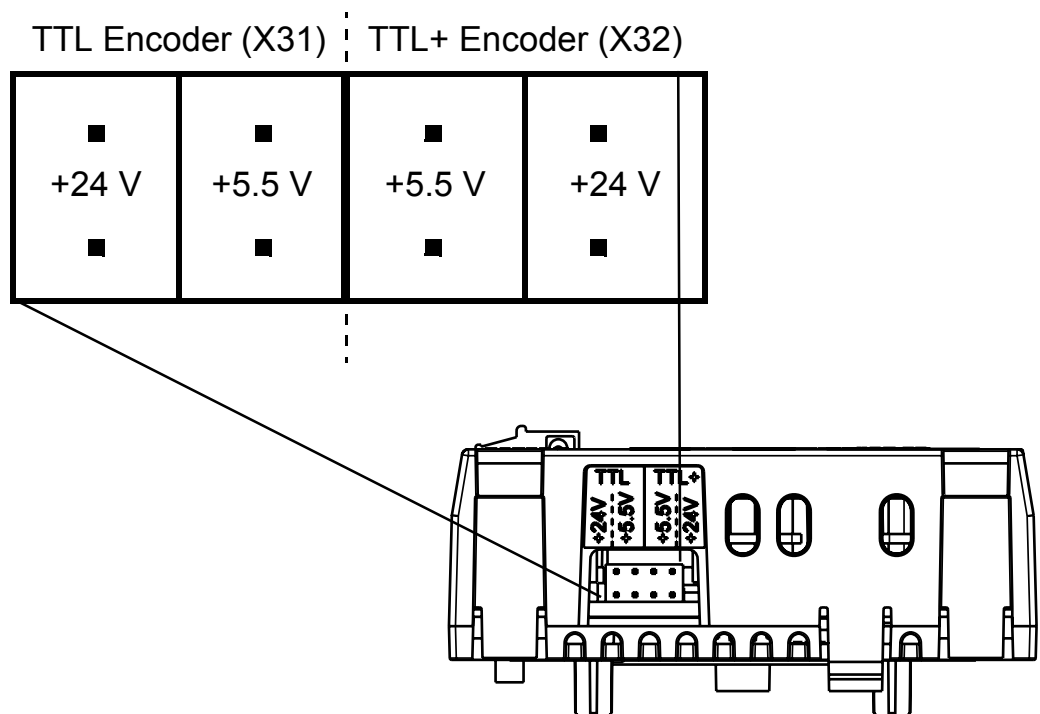 TTL Encoder (X31) TTL+ Encoder (X32)
+24 V +5.5 V +5.5 V +24 V
TTL TTL+
+24V +5.5V +5.5V +24V